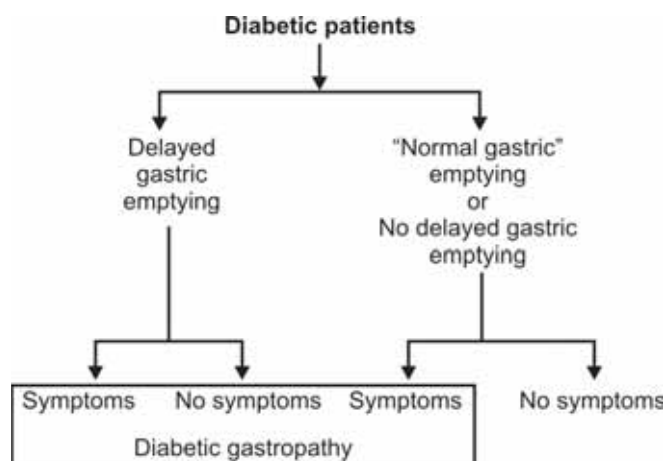 Diabetic patients
Delayed
gastric
emptying
“Normal gastric”
emptying
or
No delayed gastric
emptying
Symptoms
No symptoms
Symptoms
No symptoms
Diabetic gastropathy